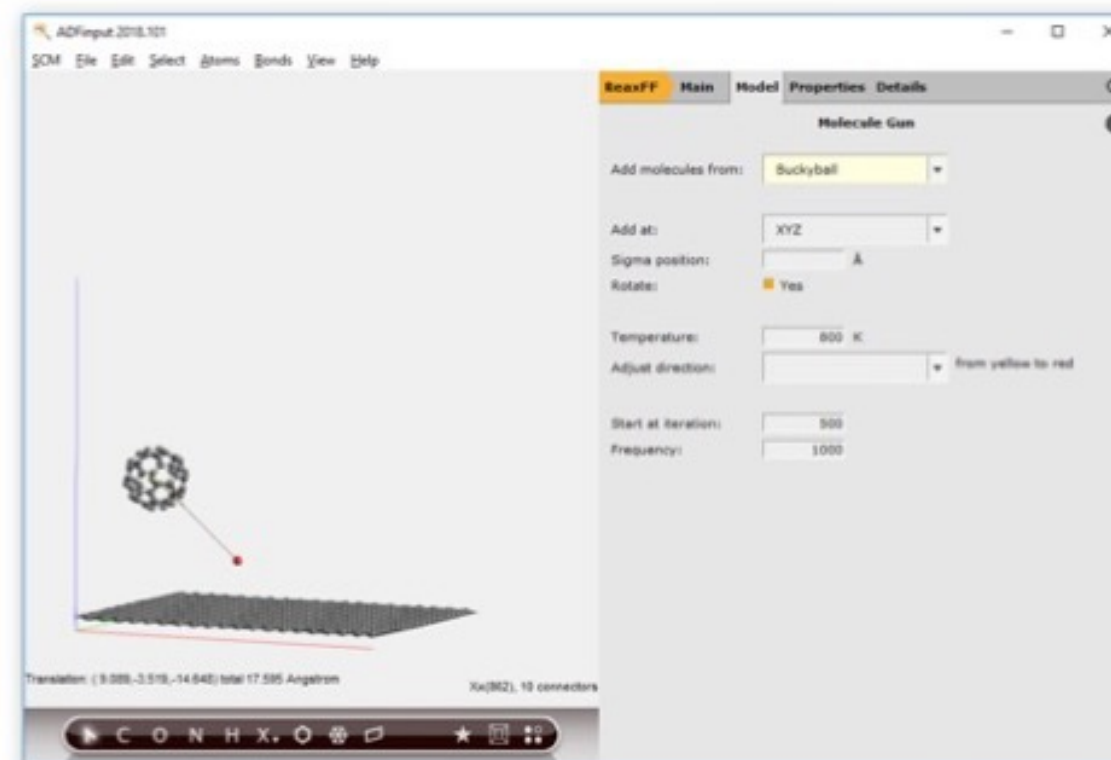 ADFinput 2018.101
SCM File Edit Select Atoms Bonds View Help
ReaxFF Main Model Properties Details
Molecule Gun
Add molecules from: Buckyball
Add at: XYZ
Sigma position: Å
Rotate: Yes
Temperature: 800 K
Adjust direction: from yellow to red
Start at iteration: 500
Frequency: 1000
Translation: ( 9.089,-3.519,-14.648) total 17.595 Angstrom
Xx(862), 10 connectors
C O N H X.